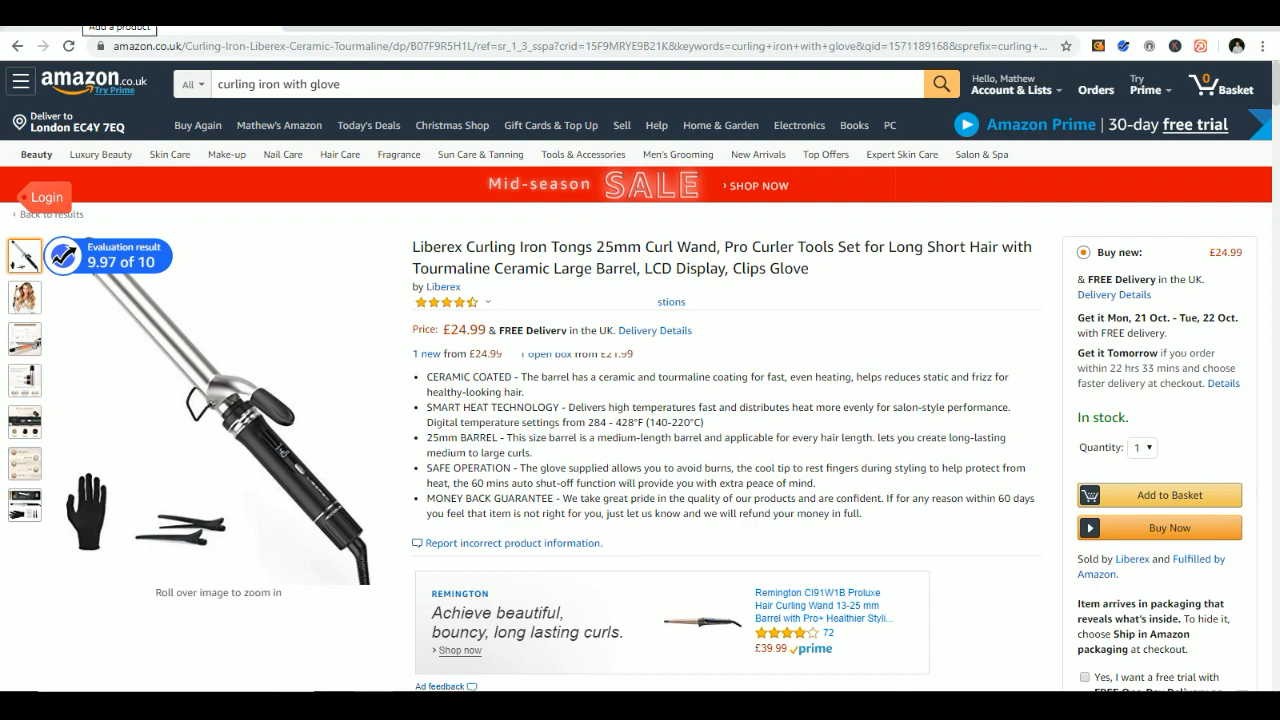 Add a product
amazon.co.uk/Curling-Iron-Liberex-Ceramic-Tourmaline/dp/B07F9R5H1L/ref=sr_1_3_sspa?crid=15F9MRYE9B21K&keywords=curling+iron+with+glove&qid=1571189168&sprefix=curling+...
amazon.co.uk
Try Prime
All
curling iron with glove
Hello, Mathew
Account & Lists
Orders
Try
Prime
0
Basket
Deliver to
London EC4Y 7EQ
Buy Again Mathew's Amazon Today's Deals Christmas Shop Gift Cards & Top Up Sell Help Home & Garden Electronics Books PC
Amazon Prime | 30-day free trial
Beauty Luxury Beauty Skin Care Make-up Nail Care Hair Care Fragrance Sun Care & Tanning Tools & Accessories Men's Grooming New Arrivals Top Offers Expert Skin Care Salon & Spa
Mid-season SALE › SHOP NOW
Login
‹ Back to results
Evaluation result
9.97 of 10
Liberex Curling Iron Tongs 25mm Curl Wand, Pro Curler Tools Set for Long Short Hair with
Tourmaline Ceramic Large Barrel, LCD Display, Clips Glove
by Liberex
stions
Price: £24.99 & FREE Delivery in the UK. Delivery Details
1 new from £24.99 1 open box from £21.99
• CERAMIC COATED - The barrel has a ceramic and tourmaline coating for fast, even heating, helps reduces static and frizz for
healthy-looking hair.
• SMART HEAT TECHNOLOGY - Delivers high temperatures fast and distributes heat more evenly for salon-style performance.
Digital temperature settings from 284 - 428°F (140-220°C)
• 25mm BARREL - This size barrel is a medium-length barrel and applicable for every hair length. lets you create long-lasting
medium to large curls.
• SAFE OPERATION - The glove supplied allows you to avoid burns, the cool tip to rest fingers during styling to help protect from
heat, the 60 mins auto shut-off function will provide you with extra peace of mind.
• MONEY BACK GUARANTEE - We take great pride in the quality of our products and are confident. If for any reason within 60 days
you feel that item is not right for you, just let us know and we will refund your money in full.
Report incorrect product information.
Roll over image to zoom in
REMINGTON
Achieve beautiful,
bouncy, long lasting curls.
› Shop now
Remington CI91W1B Proluxe
Hair Curling Wand 13-25 mm
Barrel with Pro+ Healthier Styli...
72
£39.99 prime
Ad feedback
Buy new: £24.99
& FREE Delivery in the UK.
Delivery Details
Get it Mon, 21 Oct. - Tue, 22 Oct.
with FREE delivery.
Get it Tomorrow if you order
within 22 hrs 33 mins and choose
faster delivery at checkout. Details
In stock.
Quantity: 1
Add to Basket
Buy Now
Sold by Liberex and Fulfilled by
Amazon.
Item arrives in packaging that
reveals what's inside. To hide it,
choose Ship in Amazon
packaging at checkout.
Yes, I want a free trial with